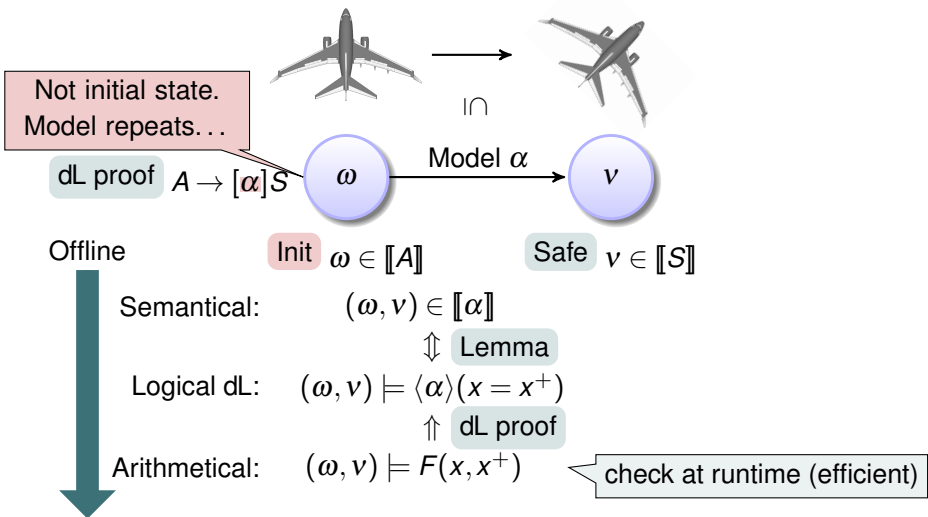 I∩
Not initial state.
Model repeats...
Model α
dL proof A → [α]S
ω
ν
Offline
Init ω ∈ ⟦A⟧
Safe ν ∈ ⟦S⟧
Semantical: (ω, ν) ∈ ⟦α⟧
⇕ Lemma
Logical dL: (ω, ν) ⊨ ⟨α⟩(x = x⁺)
⇑ dL proof
Arithmetical: (ω, ν) ⊨ F(x, x⁺)
check at runtime (efficient)